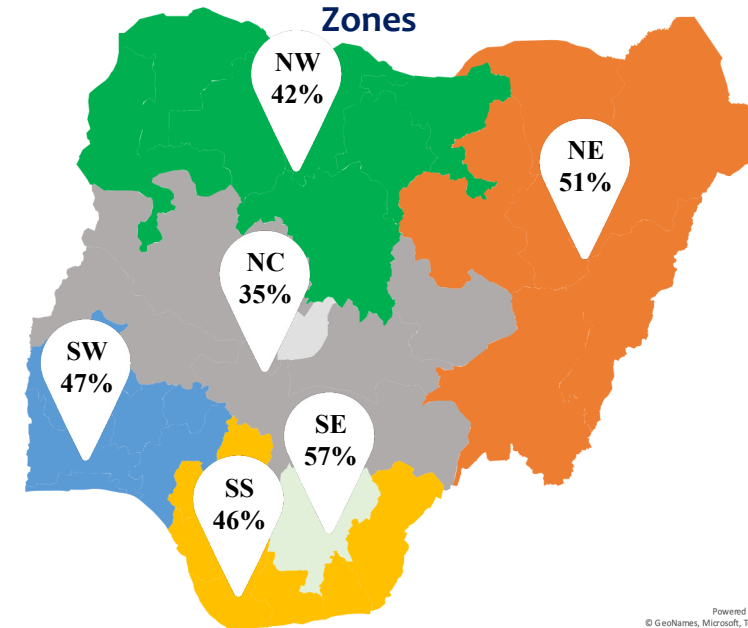 Zones
NW
42%
NE
51%
NC
35%
SW
47%
SE
57%
SS
46%
Powered
© GeoNames, Microsoft, T